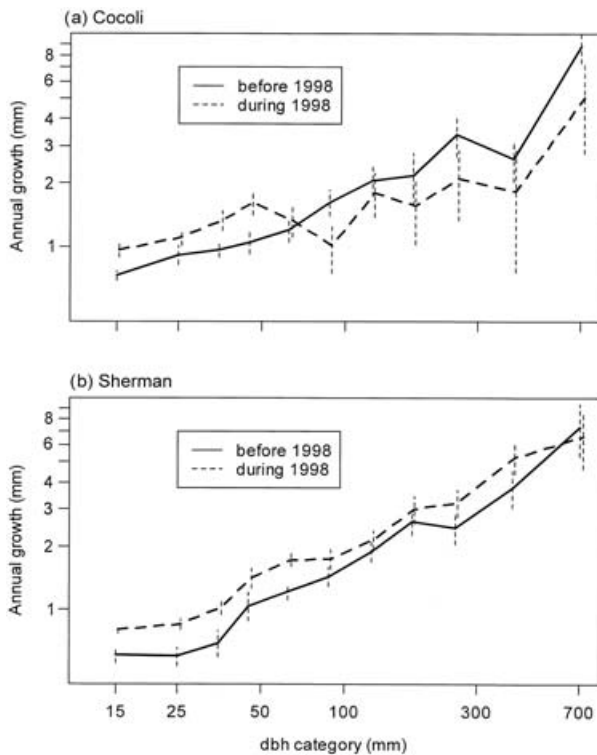 (a) Cocoli
8
6
4
3
2
1
Annual growth (mm)
before 1998
during 1998
(b) Sherman
8
6
4
3
2
1
Annual growth (mm)
before 1998
during 1998
15 25 50 100 300 700
dbh category (mm)